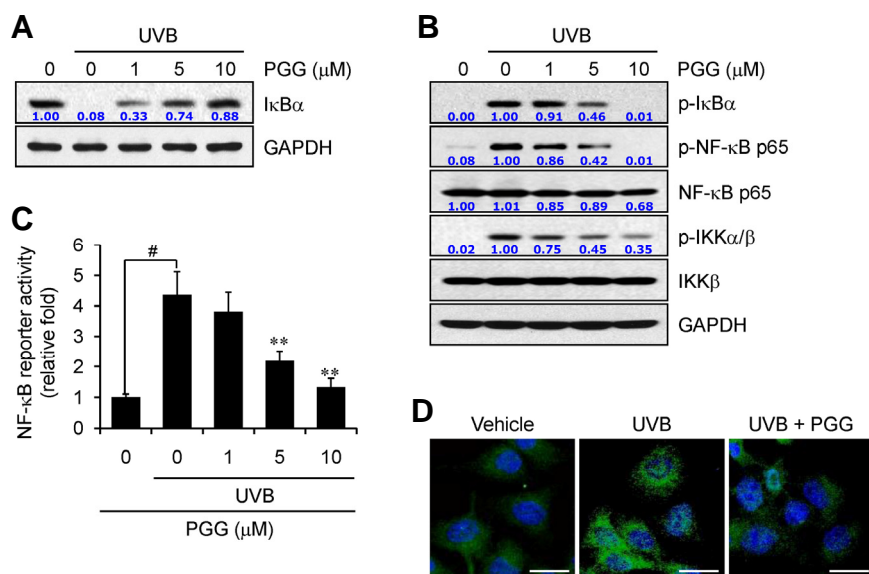 A
UVB
0 0 1 5 10 PGG (μM)
IκBα
1.00 0.08 0.33 0.74 0.88
GAPDH
B
UVB
0 0 1 5 10 PGG (μM)
p-IκBα
0.00 1.00 0.91 0.46 0.01
p-NF-κB p65
0.08 1.00 0.86 0.42 0.01
NF-κB p65
1.00 1.01 0.85 0.89 0.68
p-IKKα/β
0.02 1.00 0.75 0.45 0.35
IKKβ
GAPDH
C
NF-κB reporter activity
(relative fold)
6
5
4
3
2
1
0
#
**
**
0 0 1 5 10
UVB
PGG (μM)
D
Vehicle UVB UVB + PGG